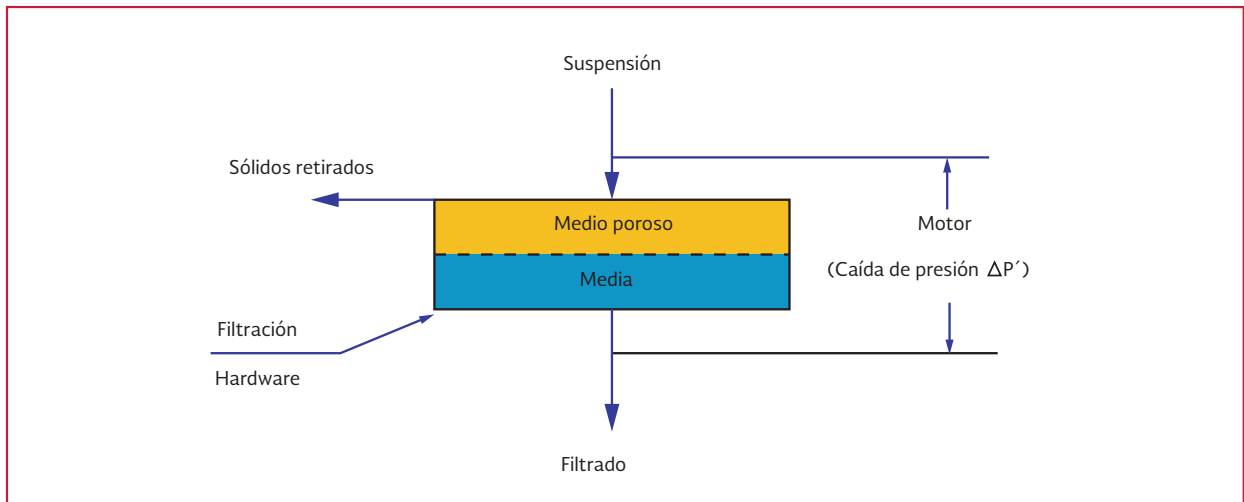 Suspensión
Sólidos retirados
Medio poroso
Motor
(Caída de presión ΔP´)
Media
Filtración
Hardware
Filtrado